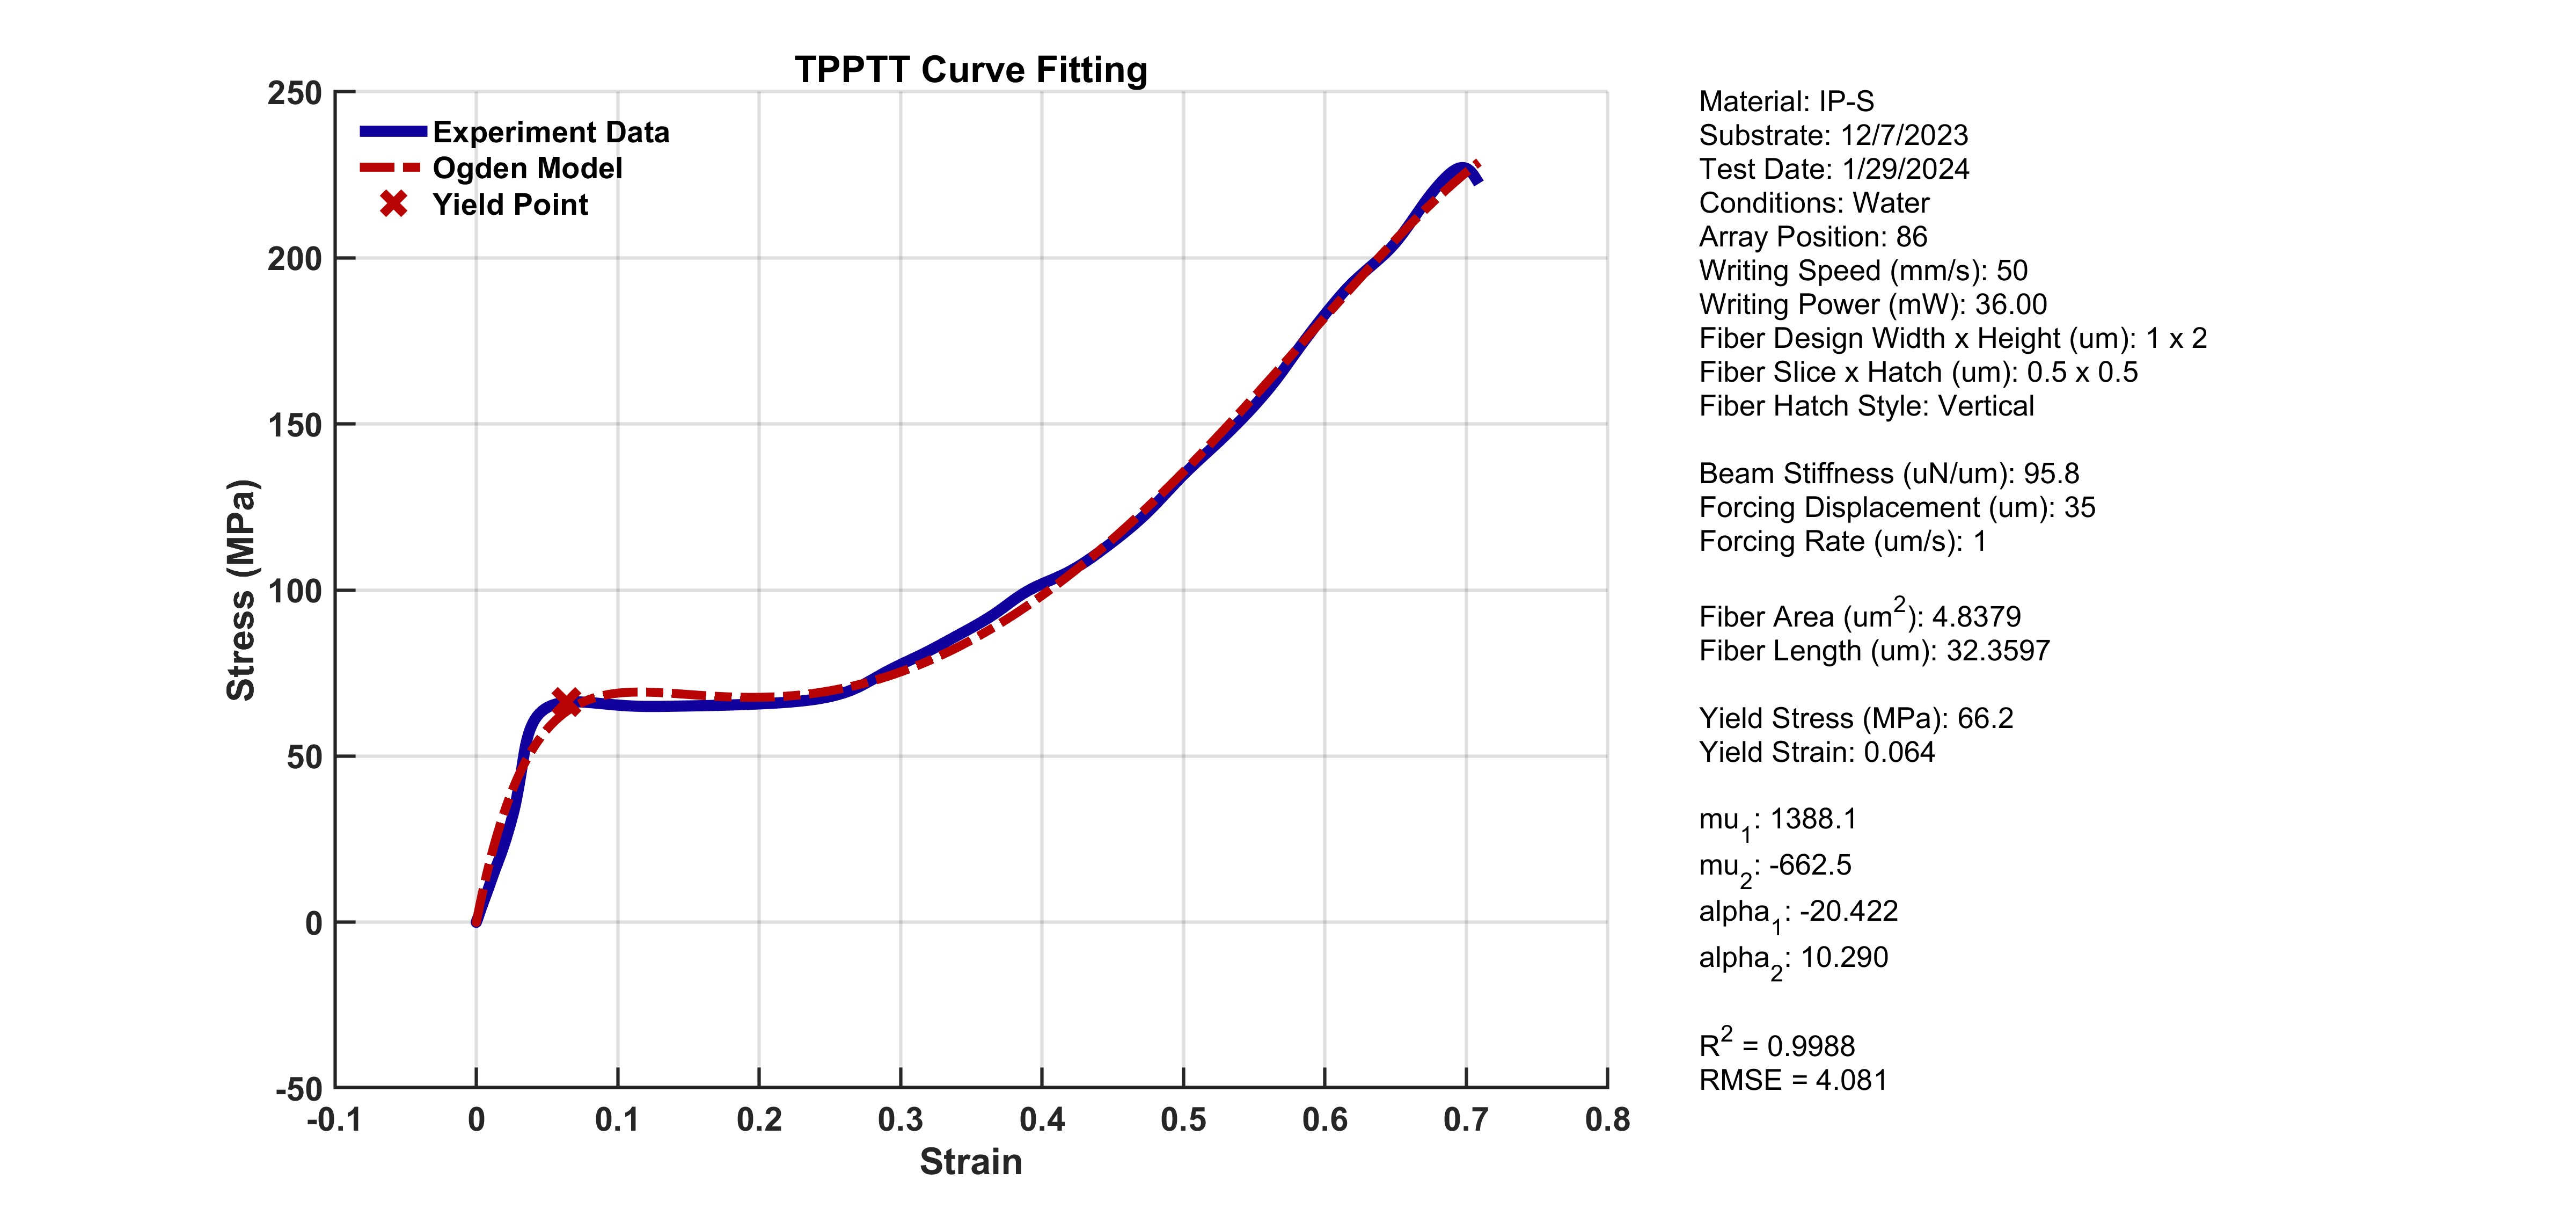 TPPTT Curve Fitting
250
200
150
100
50
0
-50
Stress (MPa)
Experiment Data
Ogden Model
Yield Point
-0.1 0 0.1 0.2 0.3 0.4 0.5 0.6 0.7 0.8
Strain
Material: IP-S
Substrate: 12/7/2023
Test Date: 1/29/2024
Conditions: Water
Array Position: 86
Writing Speed (mm/s): 50
Writing Power (mW): 36.00
Fiber Design Width x Height (um): 1 x 2
Fiber Slice x Hatch (um): 0.5 x 0.5
Fiber Hatch Style: Vertical
Beam Stiffness (uN/um): 95.8
Forcing Displacement (um): 35
Forcing Rate (um/s): 1
Fiber Area (um²): 4.8379
Fiber Length (um): 32.3597
Yield Stress (MPa): 66.2
Yield Strain: 0.064
mu₁: 1388.1
mu₂: -662.5
alpha₁: -20.422
alpha₂: 10.290
R² = 0.9988
RMSE = 4.081